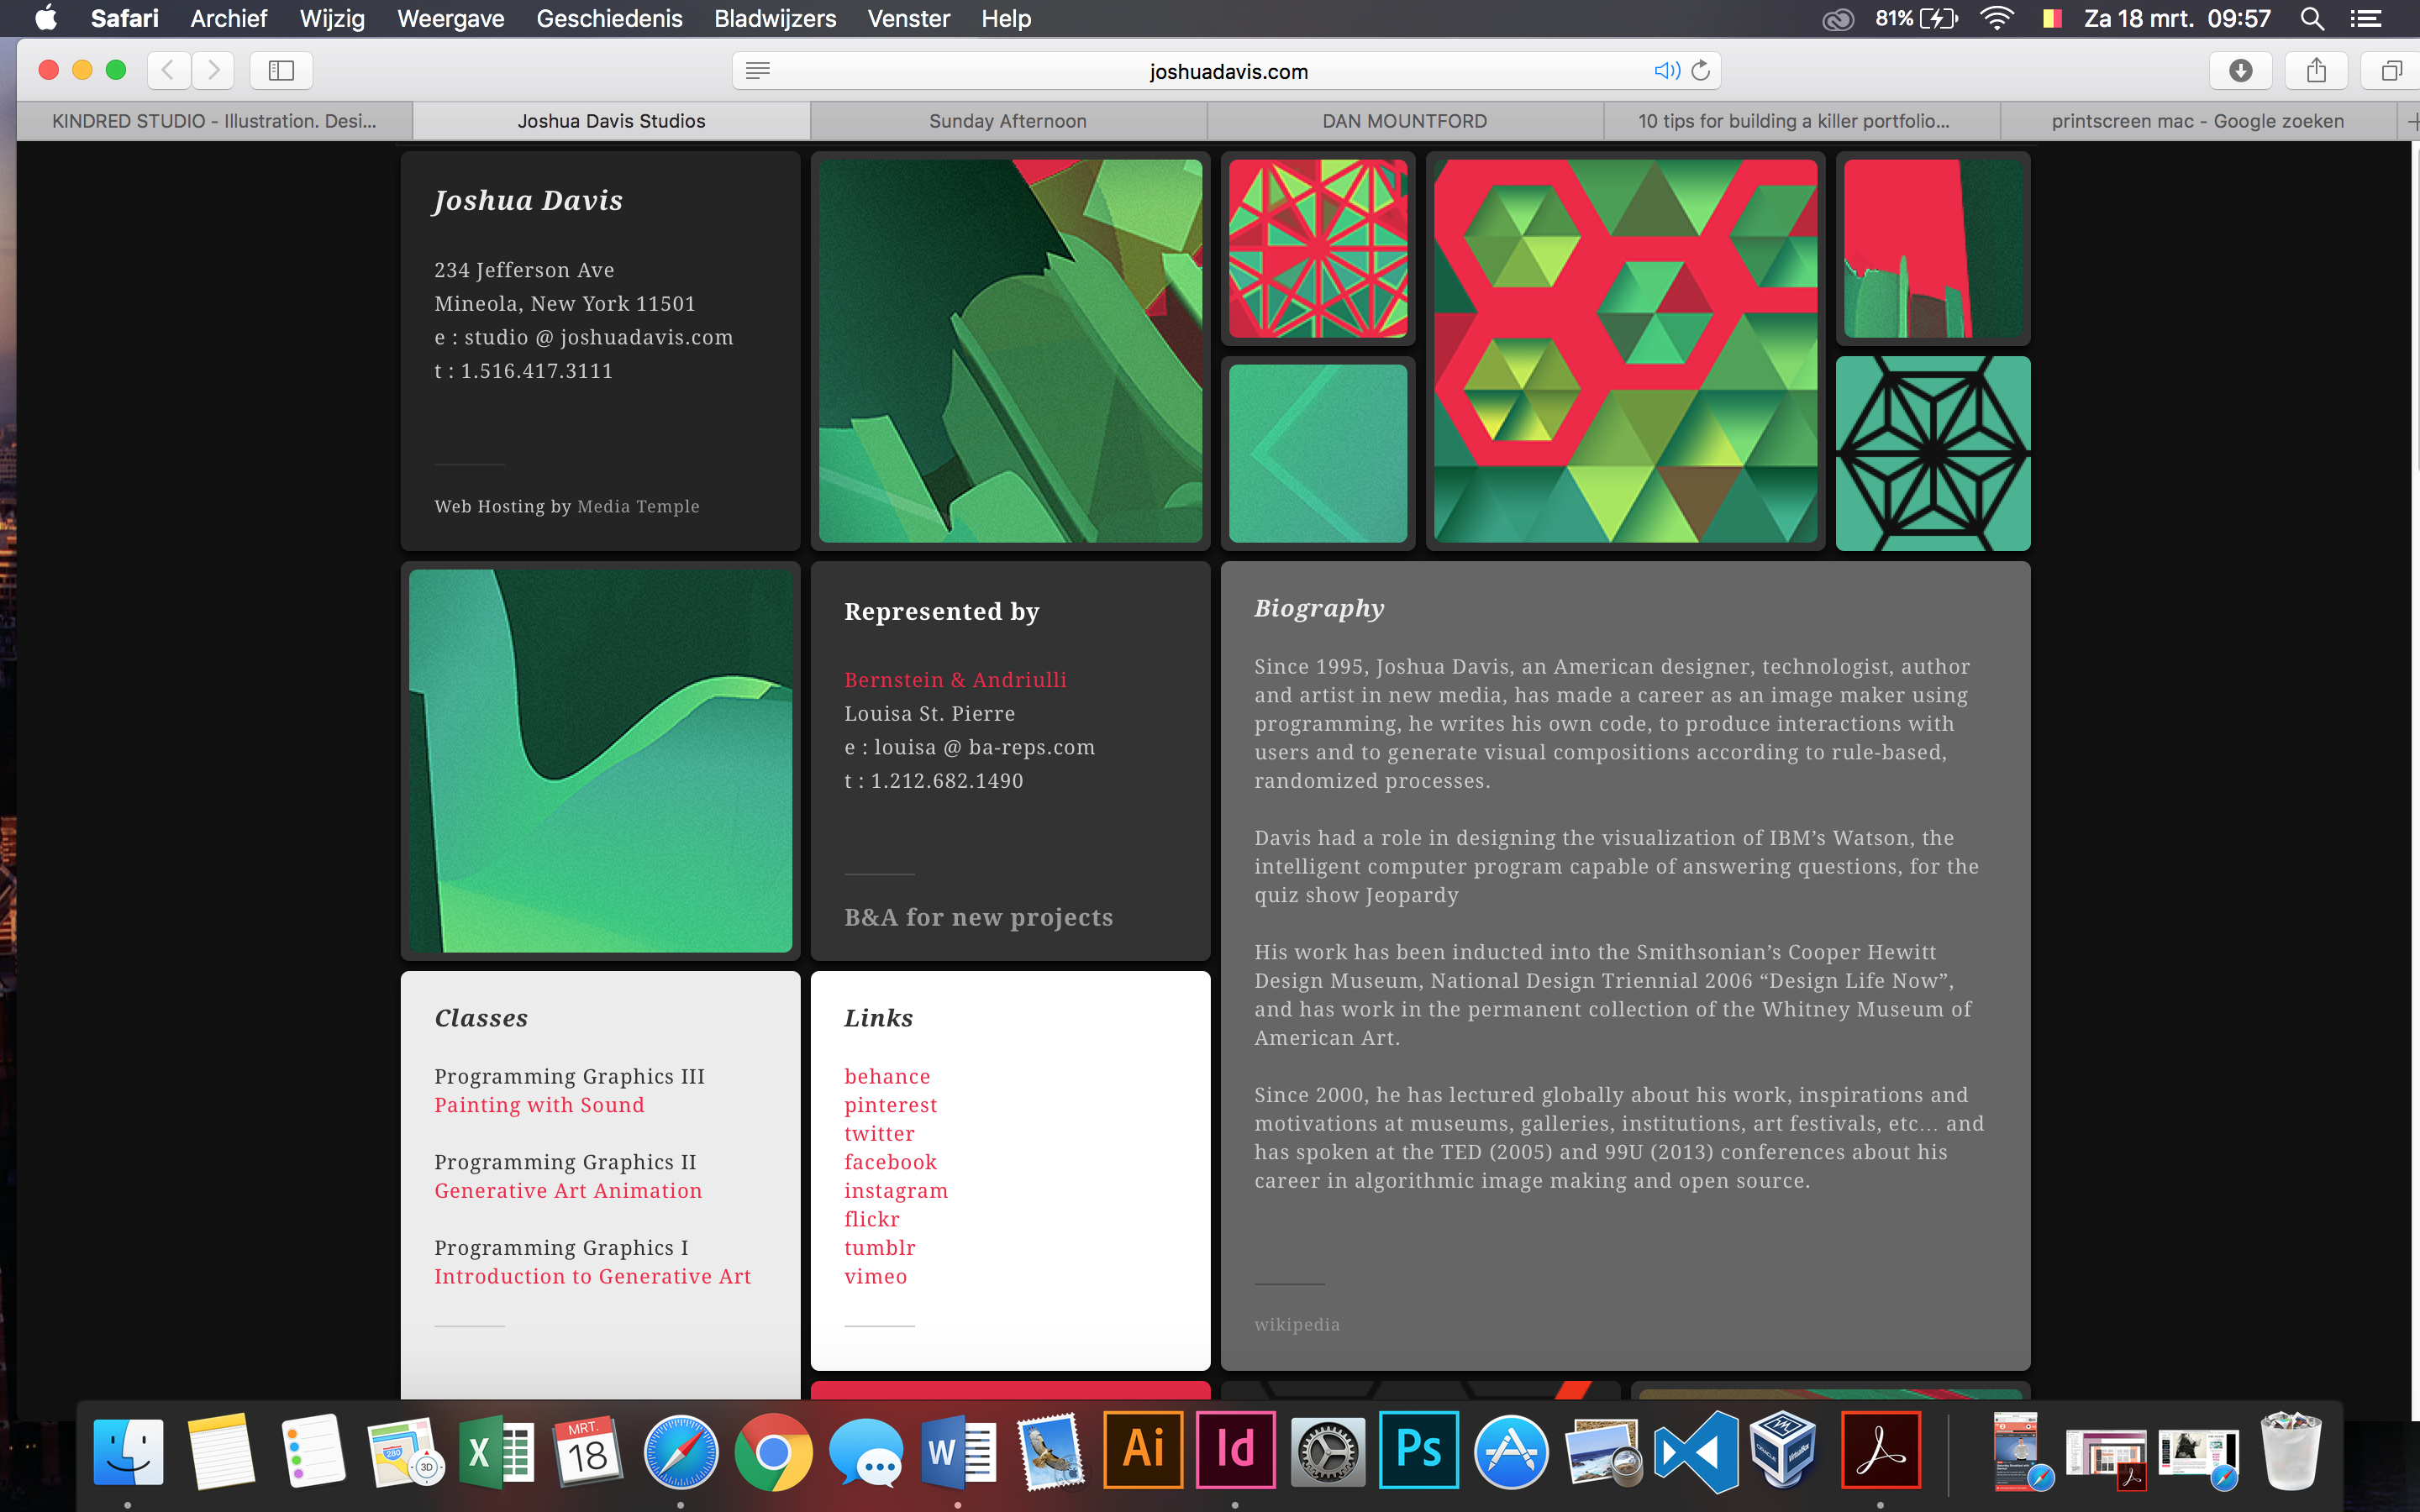 Safari Archief Wijzig Weergave Geschiedenis Bladwijzers Venster Help 81% Za 18 mrt. 09:57
joshuadavis.com
KINDRED STUDIO - Illustration. Desi... Joshua Davis Studios Sunday Afternoon DAN MOUNTFORD 10 tips for building a killer portfolio... printscreen mac - Google zoeken
Joshua Davis
234 Jefferson Ave
Mineola, New York 11501
e : studio @ joshuadavis.com
t : 1.516.417.3111
Web Hosting by Media Temple
Represented by
Bernstein & Andriulli
Louisa St. Pierre
e : louisa @ ba-reps.com
t : 1.212.682.1490
B&A for new projects
Biography
Since 1995, Joshua Davis, an American designer, technologist, author
and artist in new media, has made a career as an image maker using
programming, he writes his own code, to produce interactions with
users and to generate visual compositions according to rule-based,
randomized processes.
Davis had a role in designing the visualization of IBM’s Watson, the
intelligent computer program capable of answering questions, for the
quiz show Jeopardy
His work has been inducted into the Smithsonian’s Cooper Hewitt
Design Museum, National Design Triennial 2006 “Design Life Now”,
and has work in the permanent collection of the Whitney Museum of
American Art.
Since 2000, he has lectured globally about his work, inspirations and
motivations at museums, galleries, institutions, art festivals, etc… and
has spoken at the TED (2005) and 99U (2013) conferences about his
career in algorithmic image making and open source.
wikipedia
Classes
Programming Graphics III
Painting with Sound
Programming Graphics II
Generative Art Animation
Programming Graphics I
Introduction to Generative Art
Links
behance
pinterest
twitter
facebook
instagram
flickr
tumblr
vimeo
280 3D X MRT. 18 W Ai Id Ps